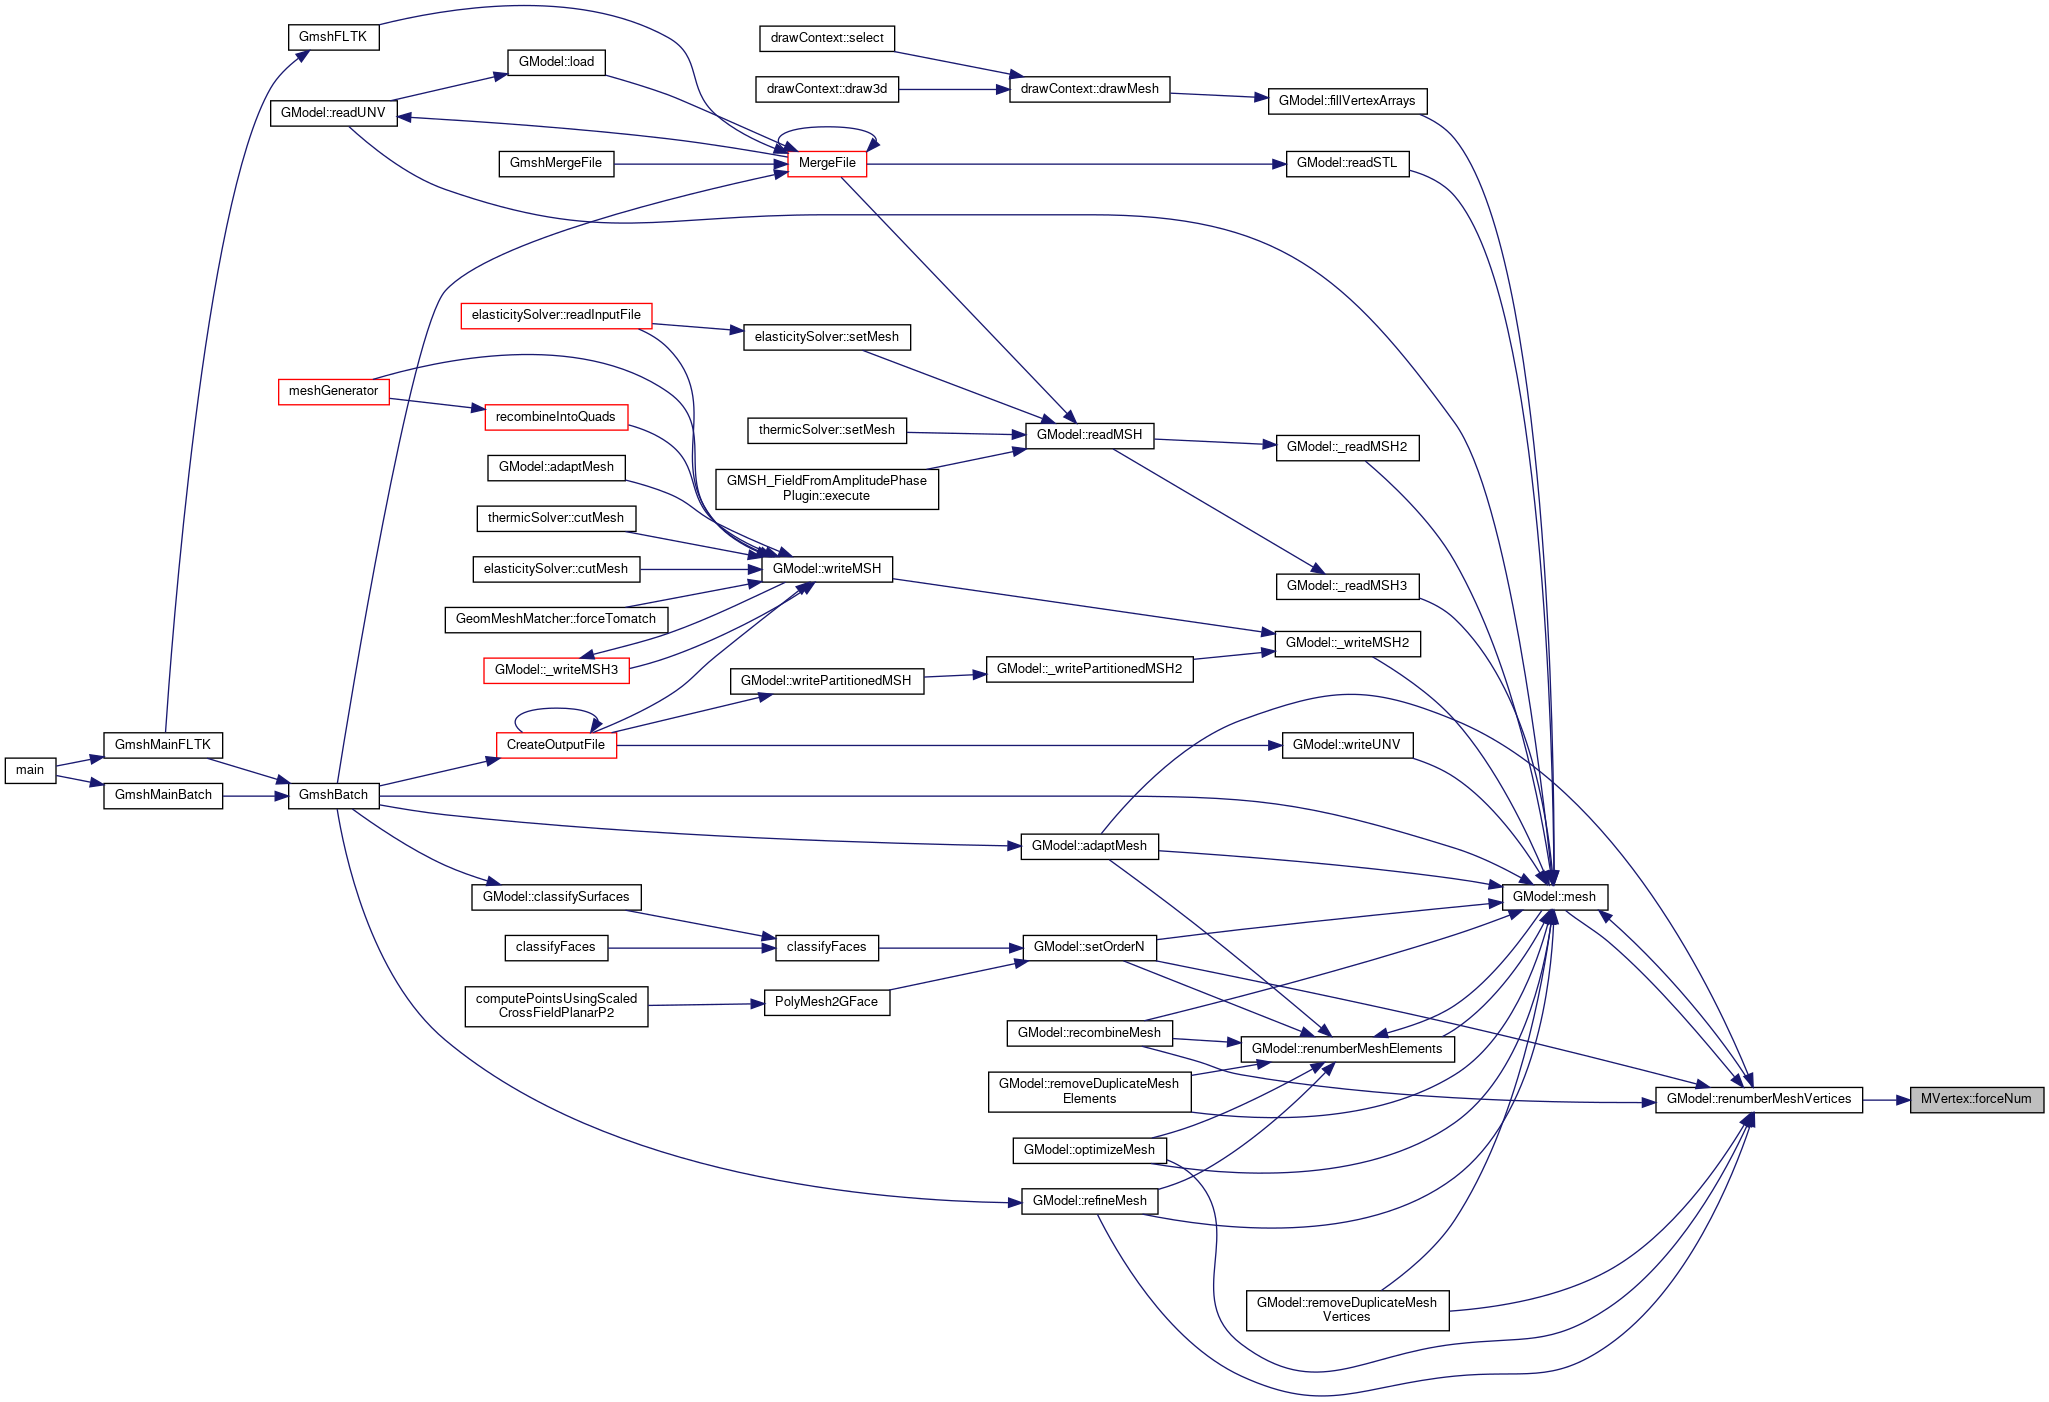 GmshFLTK
GModel::load
GModel::readUNV
GmshMergeFile
drawContext::select
drawContext::draw3d
drawContext::drawMesh
GModel::fillVertexArrays
MergeFile
GModel::readSTL
elasticitySolver::readInputFile
elasticitySolver::setMesh
meshGenerator
recombineIntoQuads
thermicSolver::setMesh
GModel::readMSH
GModel::_readMSH2
GModel::adaptMesh
GMSH_FieldFromAmplitudePhase
Plugin::execute
thermicSolver::cutMesh
elasticitySolver::cutMesh
GModel::writeMSH
GModel::_readMSH3
GeomMeshMatcher::forceTomatch
GModel::_writeMSH3
GModel::writePartitionedMSH
GModel::_writePartitionedMSH2
GModel::_writeMSH2
CreateOutputFile
GModel::writeUNV
GmshMainFLTK
main
GmshMainBatch
GmshBatch
GModel::adaptMesh
GModel::classifySurfaces
GModel::mesh
classifyFaces
classifyFaces
GModel::setOrderN
computePointsUsingScaled
CrossFieldPlanarP2
PolyMesh2GFace
GModel::recombineMesh
GModel::renumberMeshElements
GModel::removeDuplicateMesh
Elements
GModel::renumberMeshVertices
MVertex::forceNum
GModel::optimizeMesh
GModel::refineMesh
GModel::removeDuplicateMesh
Vertices